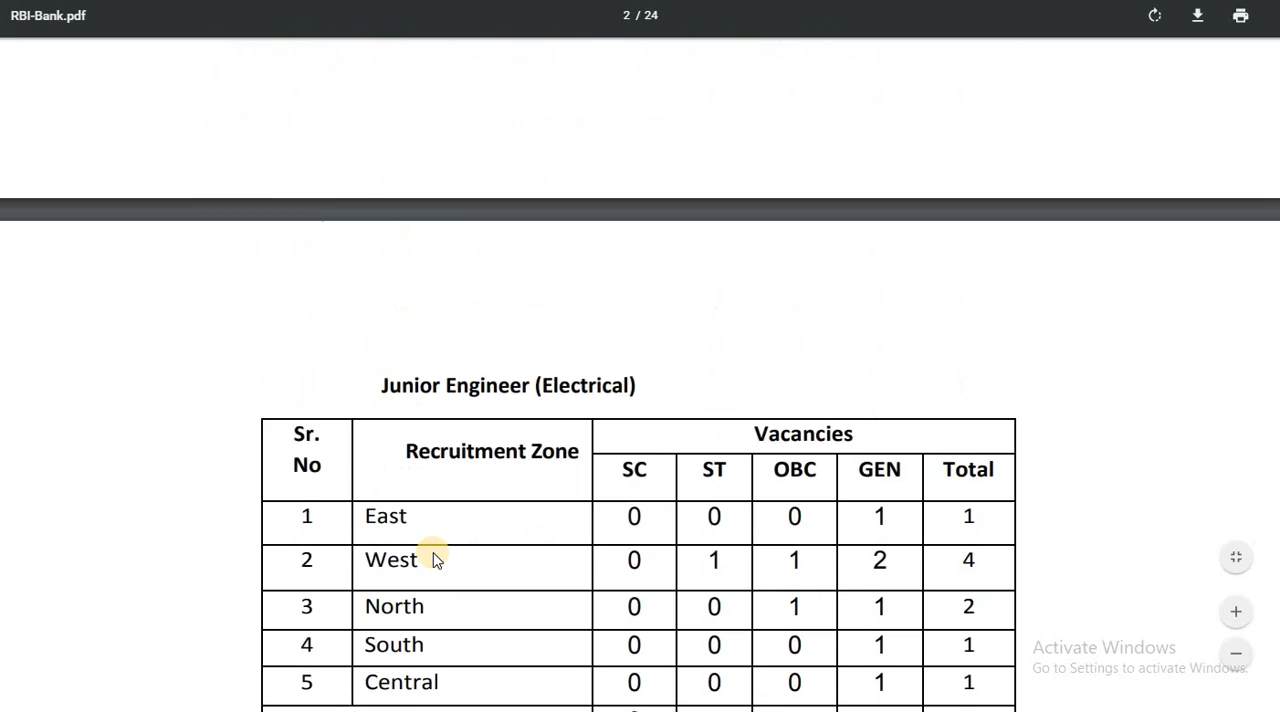 RBI-Bank.pdf 2 / 24
Junior Engineer (Electrical)
Sr. No Recruitment Zone Vacancies
SC ST OBC GEN Total
1 East 0 0 0 1 1
2 West 0 1 1 2 4
3 North 0 0 1 1 2
4 South 0 0 0 1 1
5 Central 0 0 0 1 1
Activate Windows
Go to Settings to activate Windows.